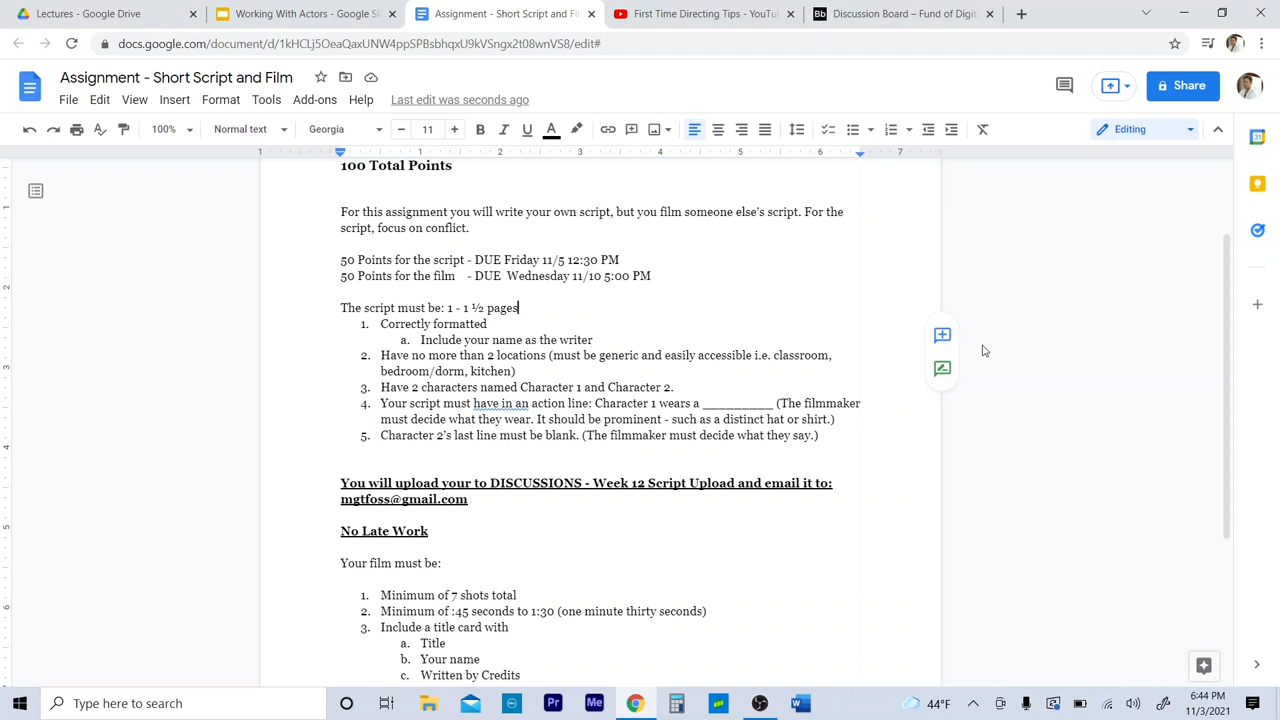 Lectures - Google Drive
Working With Actors - Google Sl
Assignment - Short Script and Fi
First Time Directing Tips - YouTu
Bb
Discussion Board – Fund of Digit
docs.google.com/document/d/1kHCLj5OeaQaxUNW4ppSPBsbhqxU9kVSngx2t08wnVS8/edit#
Assignment - Short Script and Film
File Edit View Insert Format Tools Add-ons Help Last edit was seconds ago
Share
100% Normal text Georgia 11 B I U A Editing
1 1 2 3 4 5 6 7
100 Total Points
For this assignment you will write your own script, but you film someone else's script. For the
script, focus on conflict.
50 Points for the script - DUE Friday 11/5 12:30 PM
50 Points for the film - DUE Wednesday 11/10 5:00 PM
The script must be: 1 - 1 ½ pages
1. Correctly formatted
a. Include your name as the writer
2. Have no more than 2 locations (must be generic and easily accessible i.e. classroom,
bedroom/dorm, kitchen)
3. Have 2 characters named Character 1 and Character 2.
4. Your script must have in an action line: Character 1 wears a _________ (The filmmaker
must decide what they wear. It should be prominent - such as a distinct hat or shirt.)
5. Character 2's last line must be blank. (The filmmaker must decide what they say.)
You will upload your to DISCUSSIONS - Week 12 Script Upload and email it to:
mgtfoss@gmail.com
No Late Work
Your film must be:
1. Minimum of 7 shots total
2. Minimum of :45 seconds to 1:30 (one minute thirty seconds)
3. Include a title card with
a. Title
b. Your name
c. Written by Credits
Type here to search
Pr
Me
44°F
6:44 PM
11/3/2021